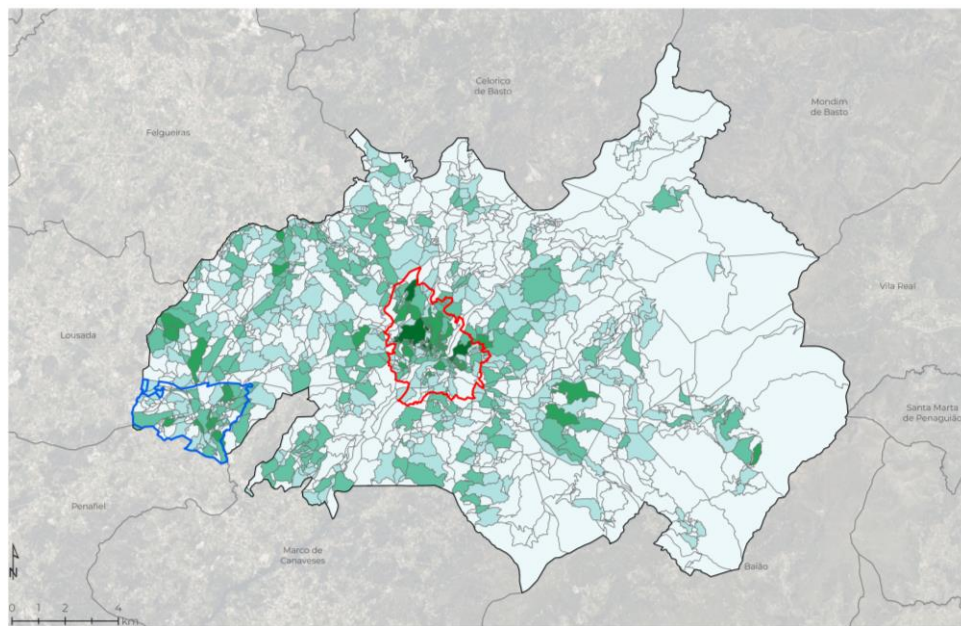 Celorico
de Basto
Mondim
de Basto
Felgueiras
Vila Real
Lousada
Santa Marta
de Penaguião
Penafiel
Marco de
Canaveses
Baião
N
0 1 2 4
km